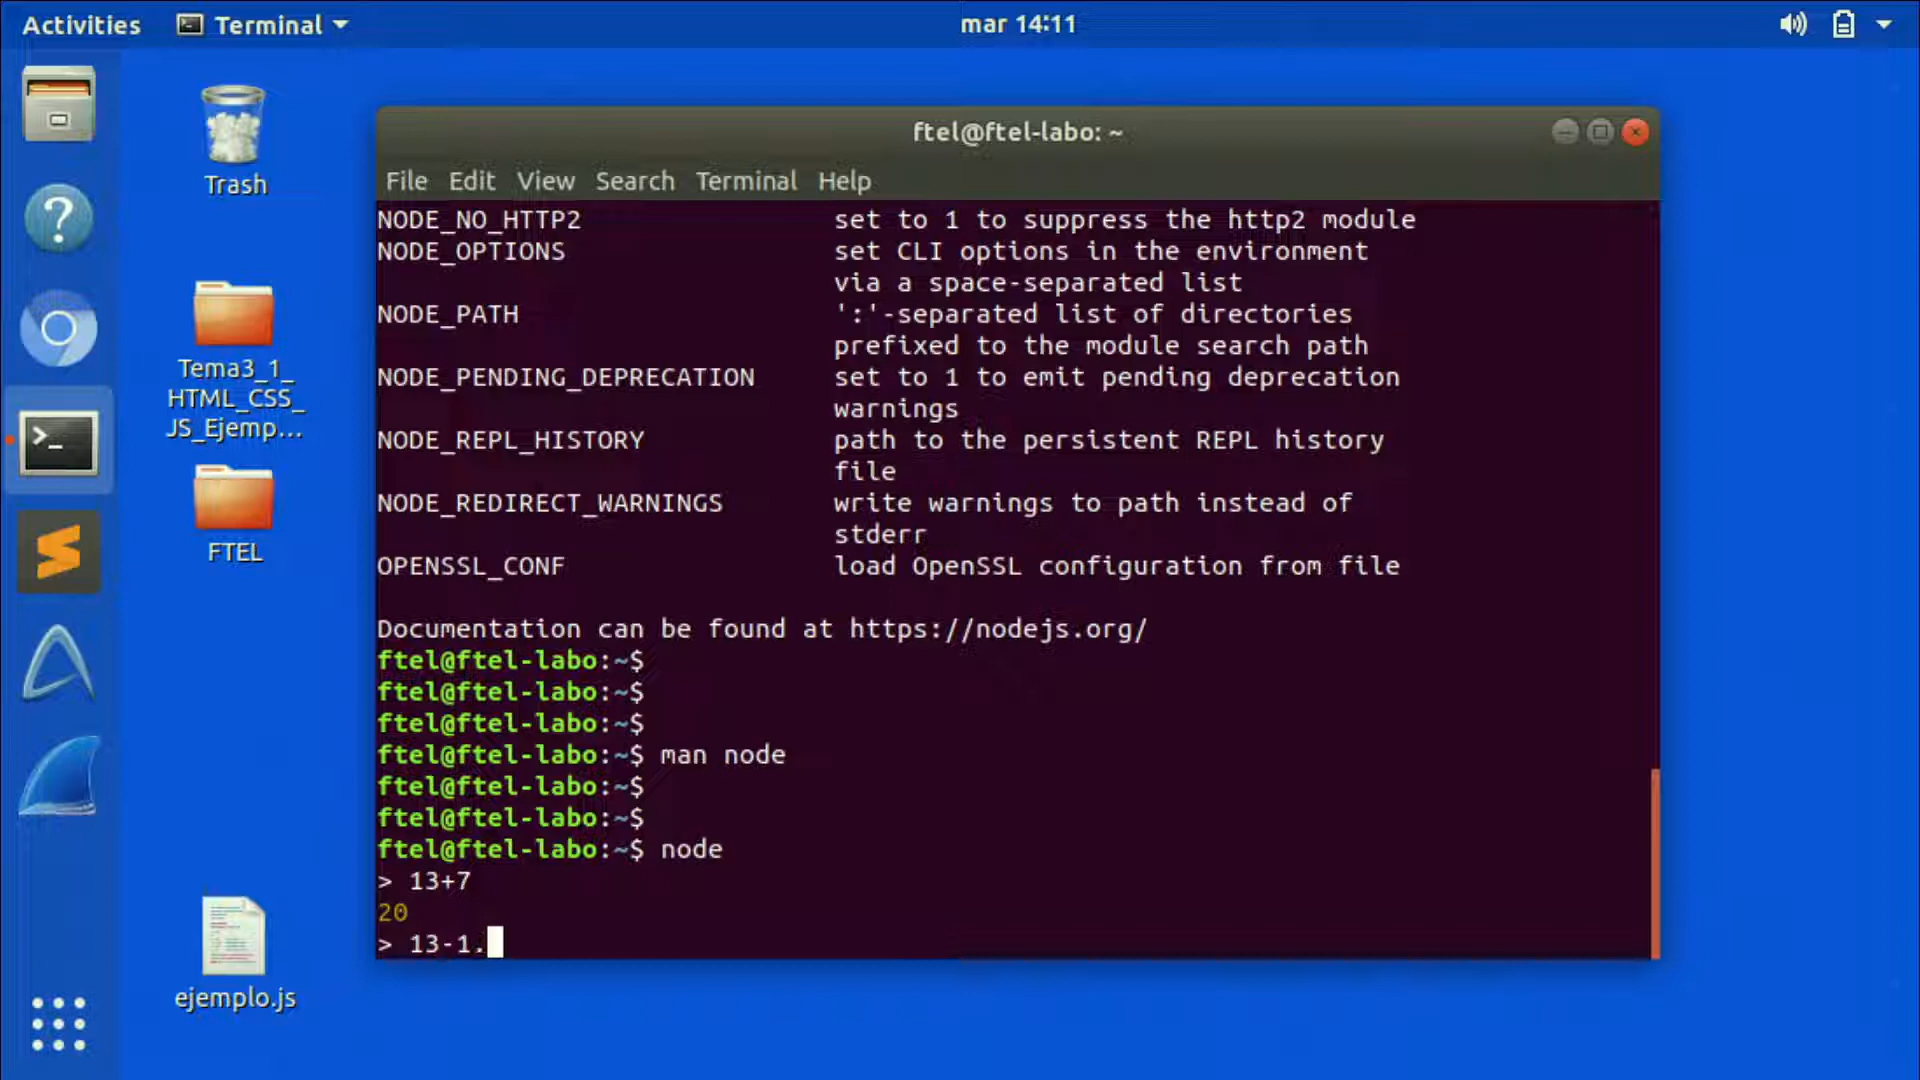 Activities Terminal mar 14:11
Trash
Tema3_1_
HTML_CSS_
JS_Ejemp...
FTEL
ejemplo.js
ftel@ftel-labo: ~
File Edit View Search Terminal Help
NODE_NO_HTTP2 set to 1 to suppress the http2 module
NODE_OPTIONS set CLI options in the environment
via a space-separated list
NODE_PATH ':'-separated list of directories
prefixed to the module search path
NODE_PENDING_DEPRECATION set to 1 to emit pending deprecation
warnings
NODE_REPL_HISTORY path to the persistent REPL history
file
NODE_REDIRECT_WARNINGS write warnings to path instead of
stderr
OPENSSL_CONF load OpenSSL configuration from file
Documentation can be found at https://nodejs.org/
ftel@ftel-labo:~$
ftel@ftel-labo:~$
ftel@ftel-labo:~$
ftel@ftel-labo:~$ man node
ftel@ftel-labo:~$
ftel@ftel-labo:~$
ftel@ftel-labo:~$ node
> 13+7
20
> 13-1.